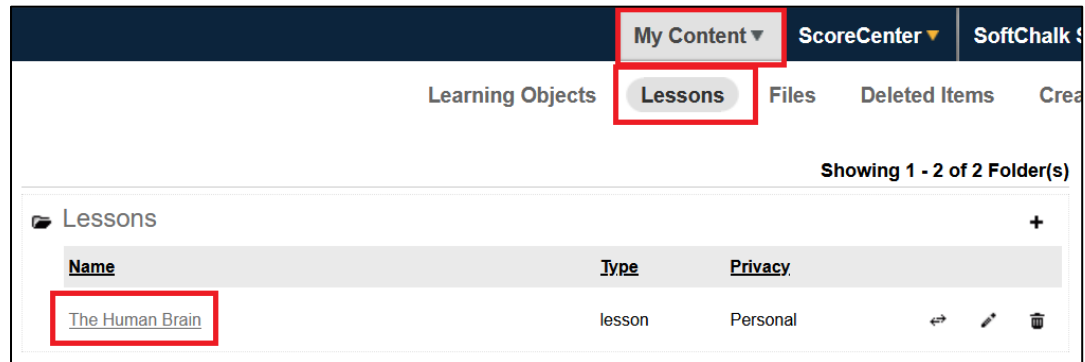 My Content ScoreCenter SoftChalk
Learning Objects Lessons Files Deleted Items
Showing 1 - 2 of 2 Folder(s)
Lessons
Name Type Privacy
The Human Brain lesson Personal